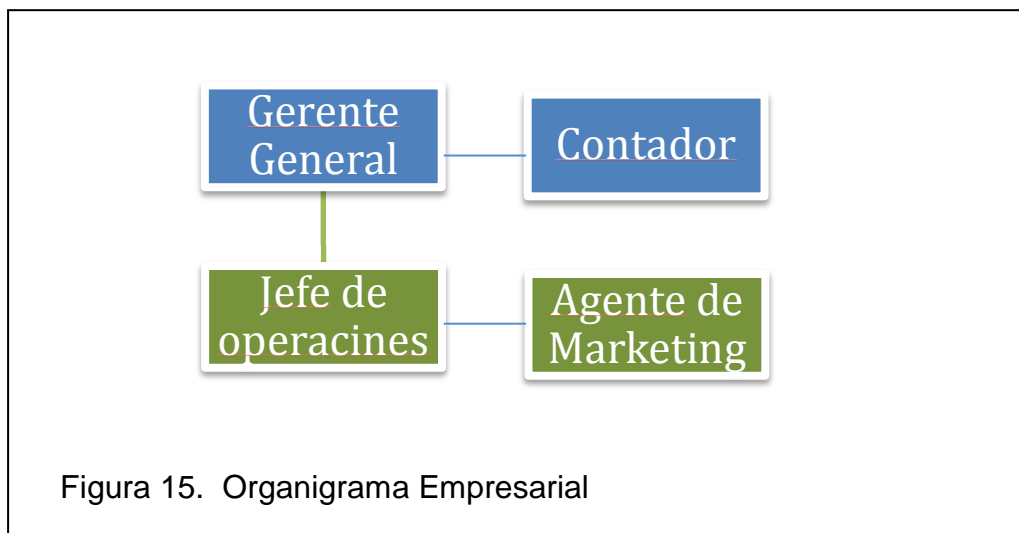 Gerente
General
Contador
Jefe de
operacines
Agente de
Marketing
Figura 15. Organigrama Empresarial